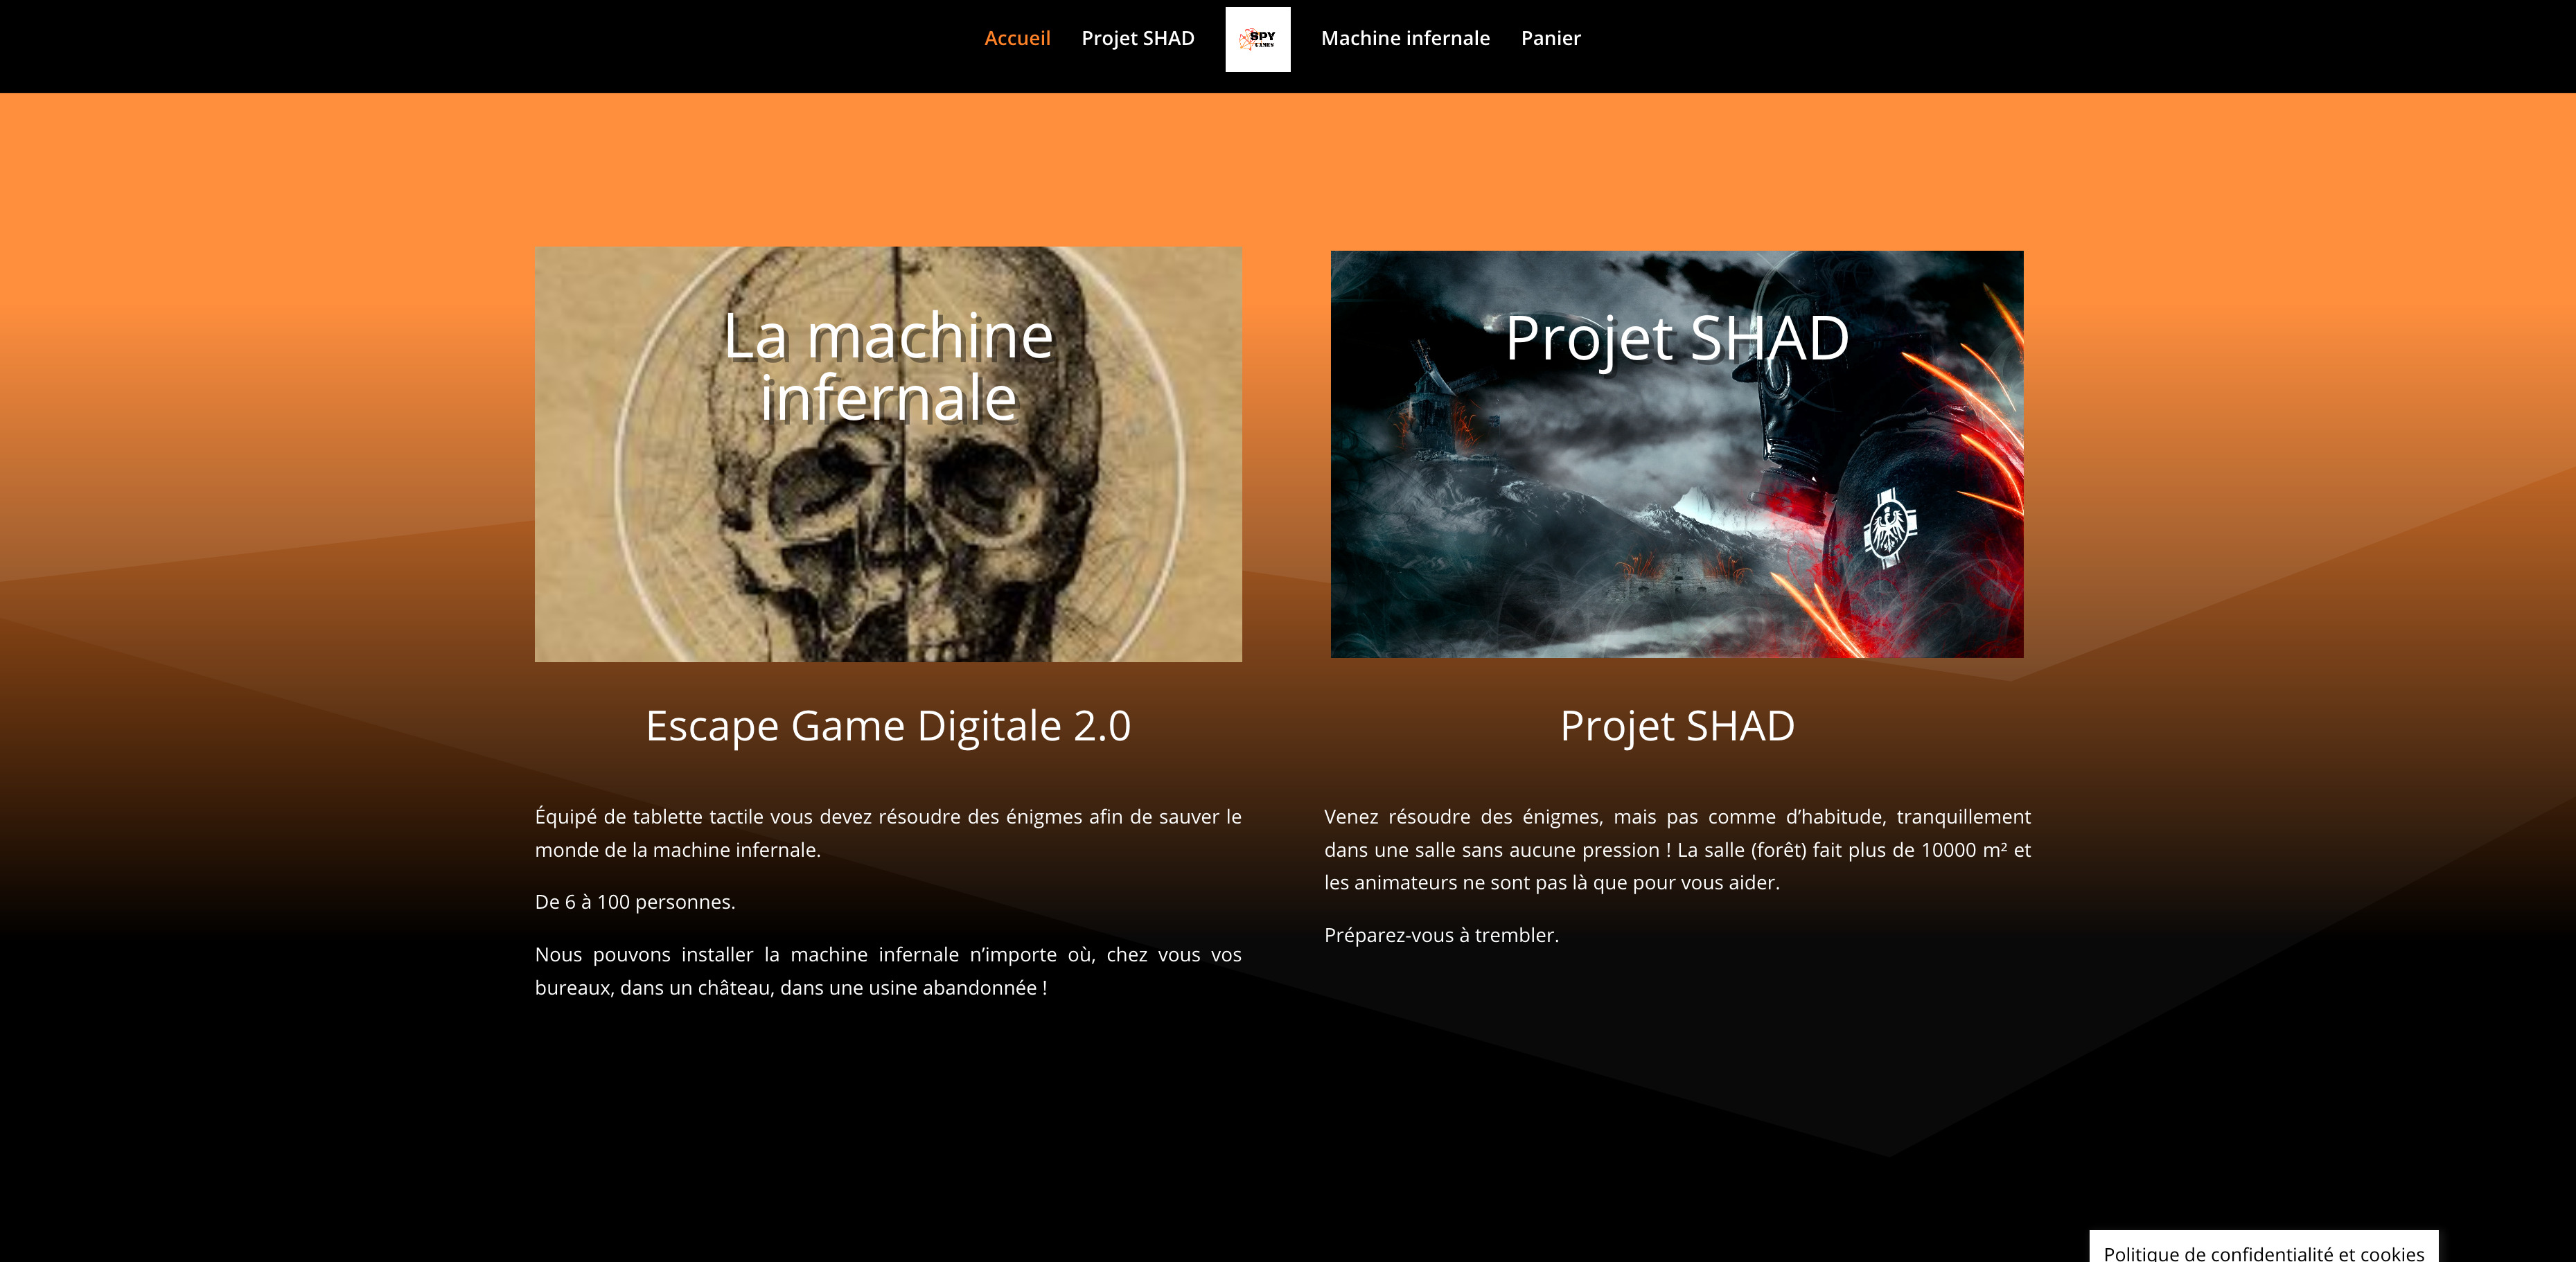 Accueil
Projet SHAD
SPY
GAMES
Machine infernale
Panier
La machine
infernale
Escape Game Digitale 2.0
Équipé de tablette tactile vous devez résoudre des énigmes afin de sauver le
monde de la machine infernale.
De 6 à 100 personnes.
Nous pouvons installer la machine infernale n’importe où, chez vous vos
bureaux, dans un château, dans une usine abandonnée !
Projet SHAD
Projet SHAD
Venez résoudre des énigmes, mais pas comme d’habitude, tranquillement
dans une salle sans aucune pression ! La salle (forêt) fait plus de 10000 m² et
les animateurs ne sont pas là que pour vous aider.
Préparez-vous à trembler.
Politique de confidentialité et cookies